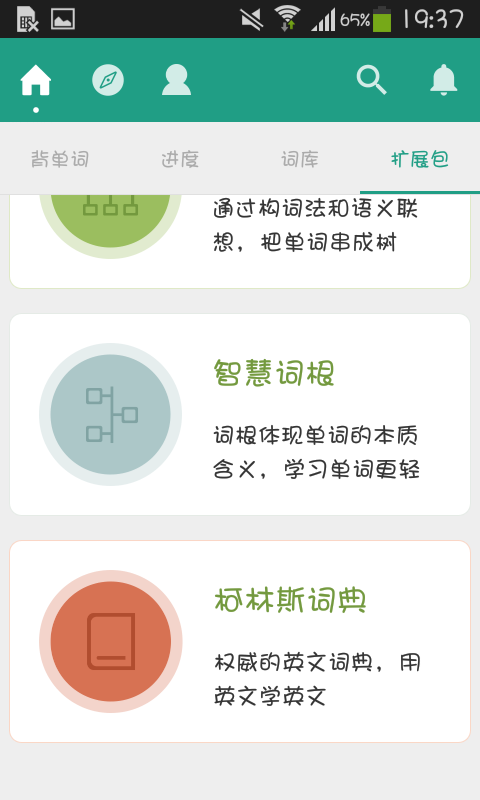 65% 19:37
背单词 进度 词库 扩展包
通过构词法和语义联
想，把单词串成树
智慧词根
词根体现单词的本质
含义，学习单词更轻
柯林斯词典
权威的英文词典，用
英文学英文